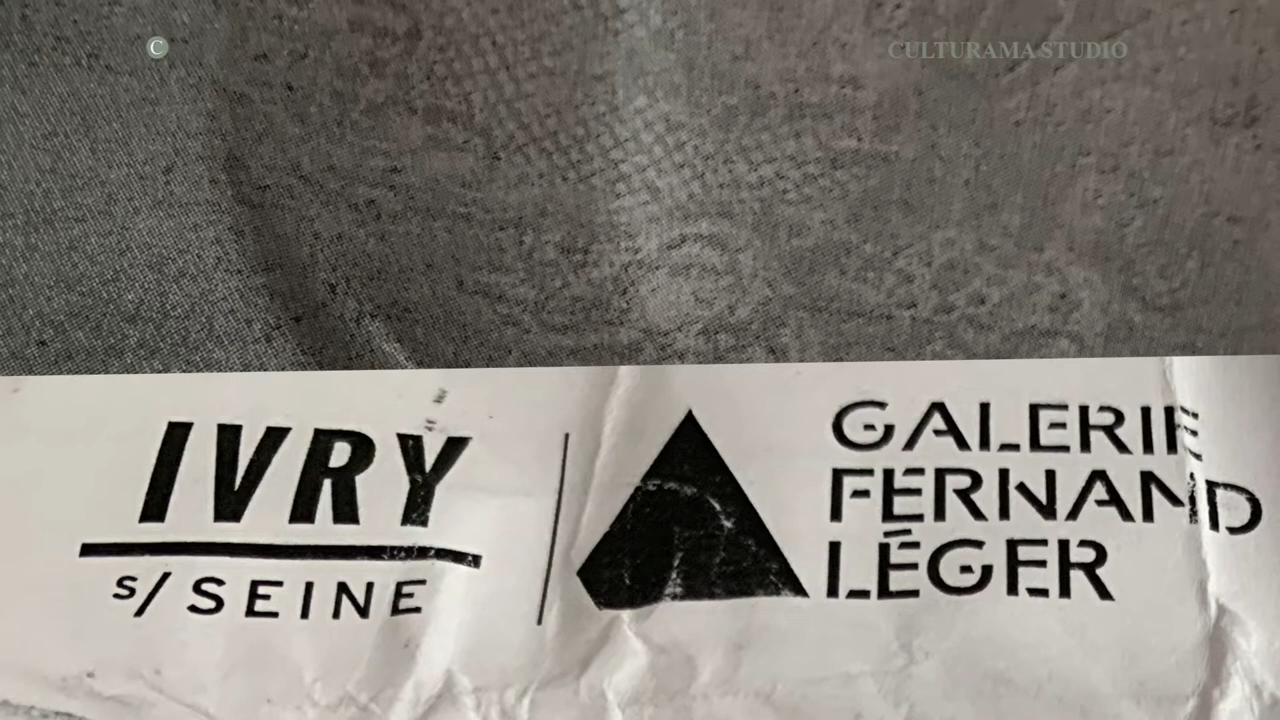 © CULTURAMA STUDIO
IVRY
s/SEINE
GALERIE
FERNAND
LÉGER